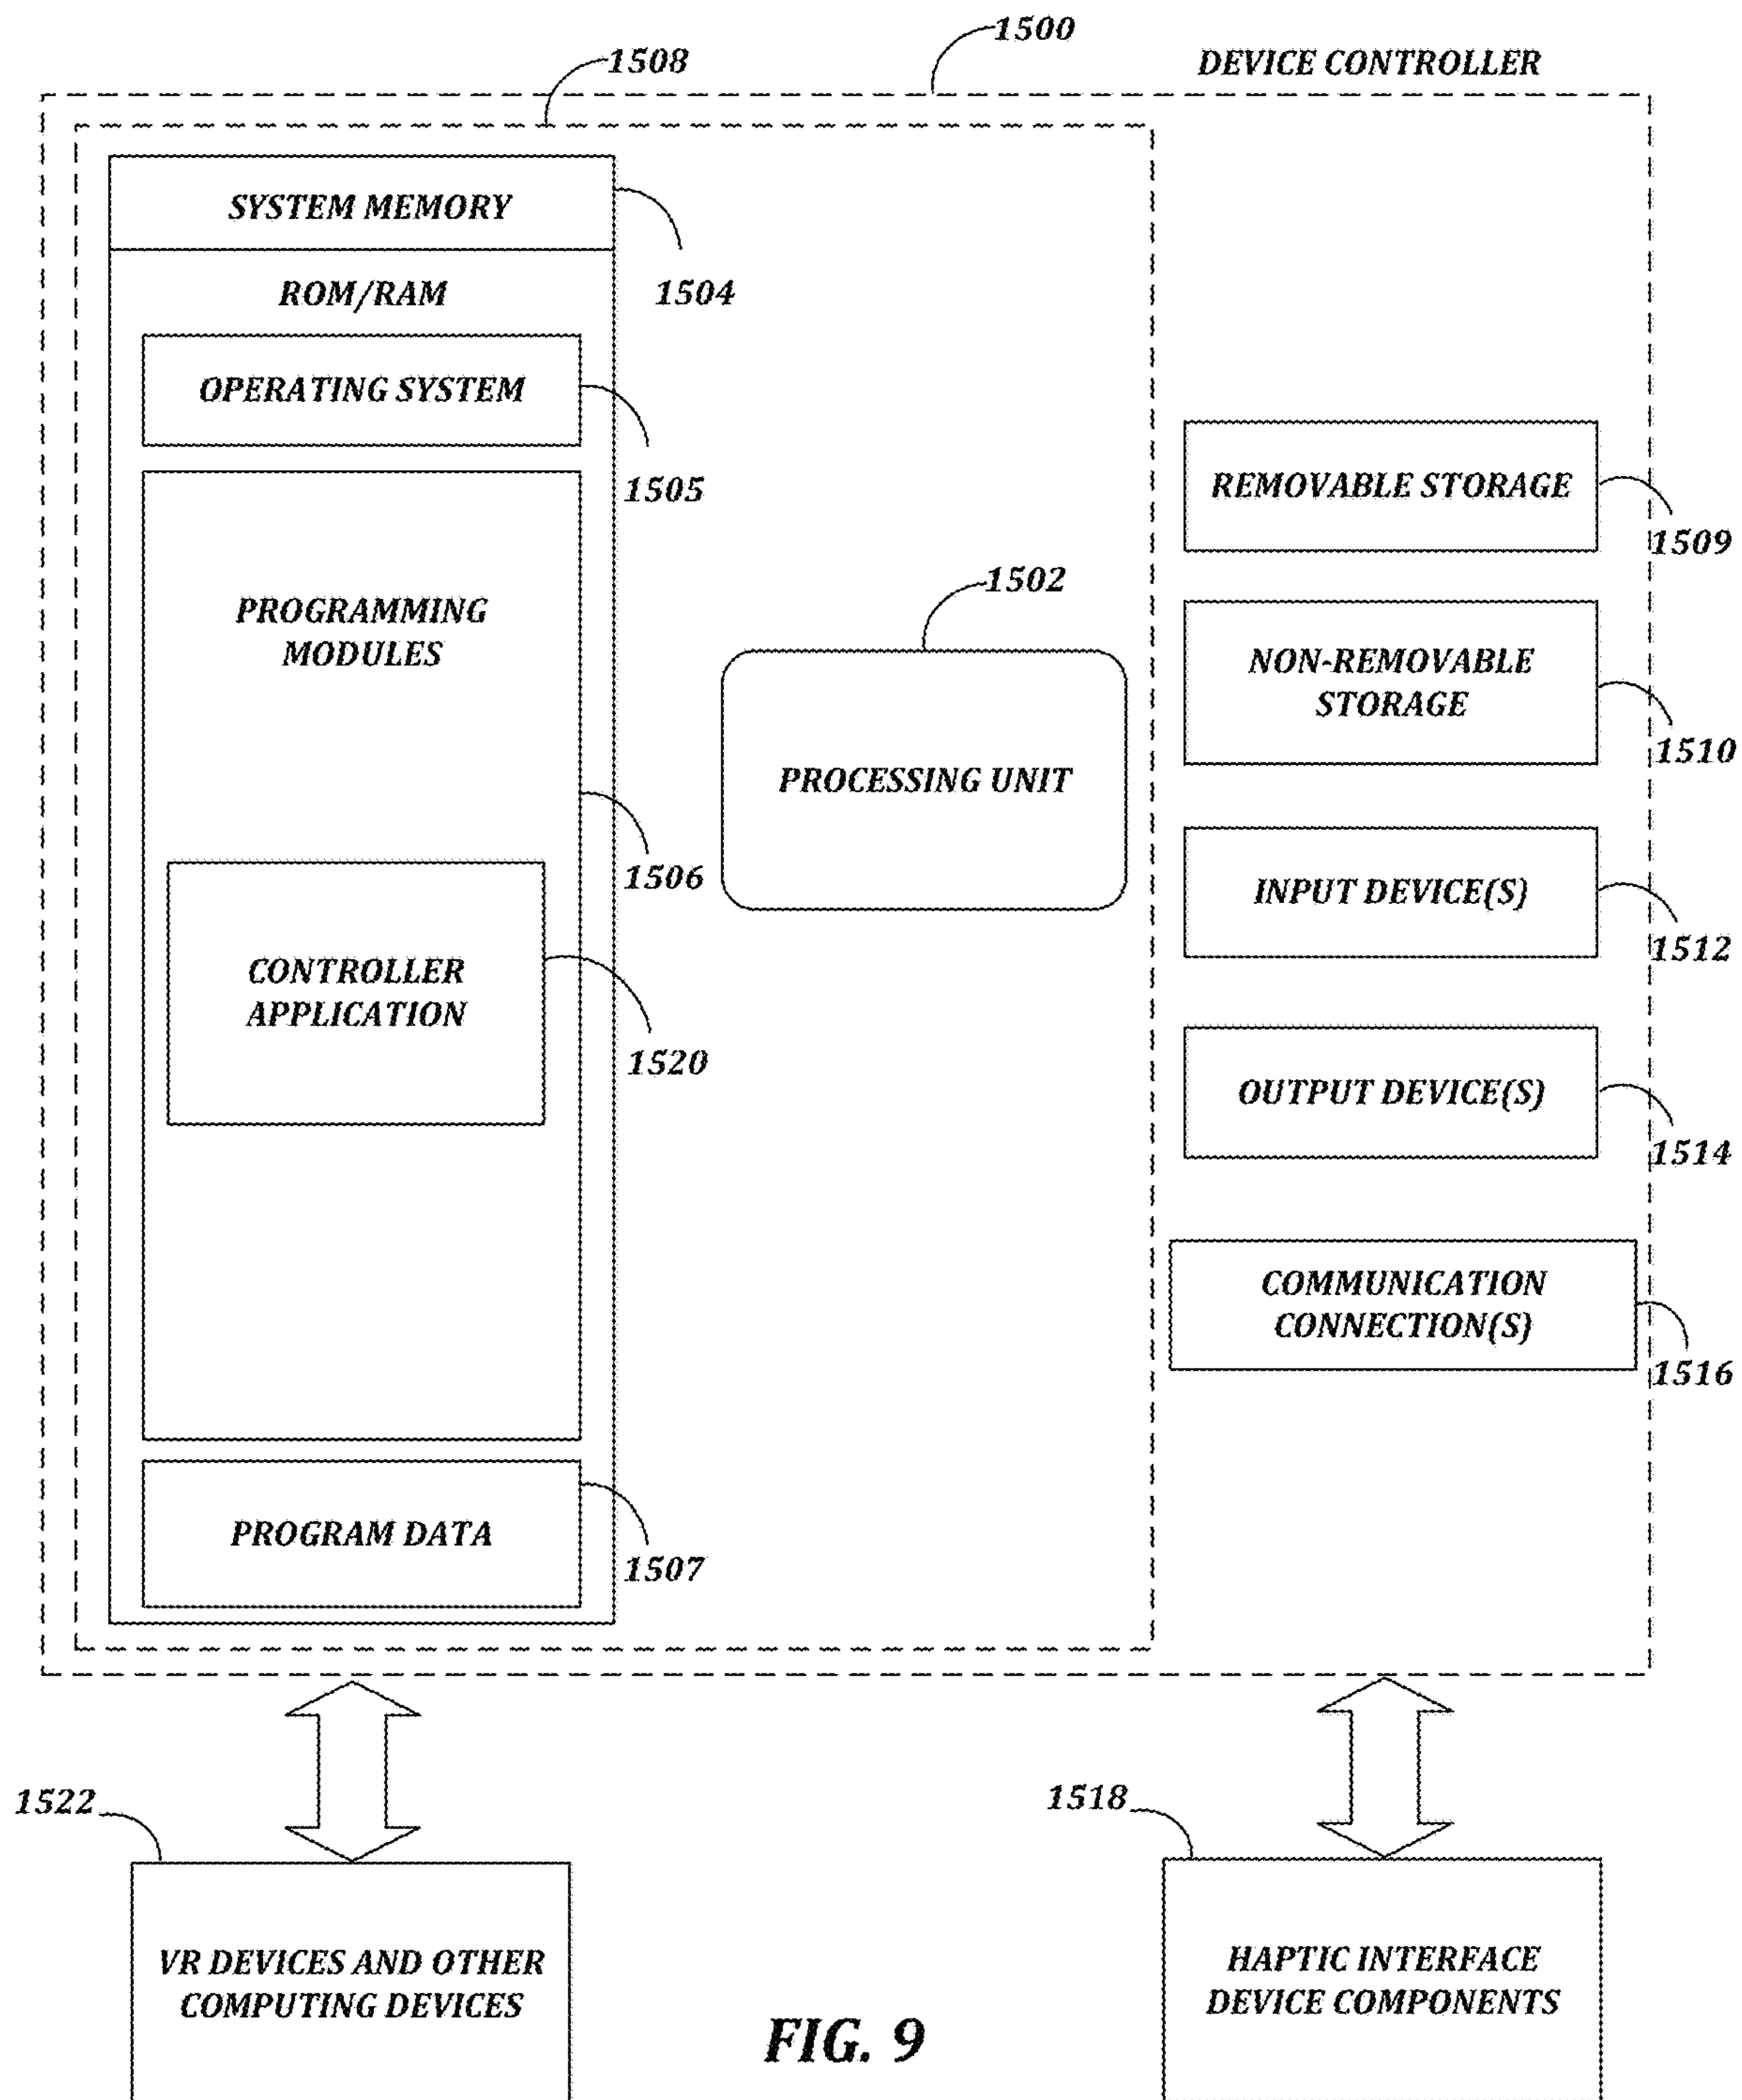 1500
1508
DEVICE CONTROLLER
SYSTEM MEMORY
1504
ROM/RAM
OPERATING SYSTEM
1505
REMOVABLE STORAGE
1509
PROGRAMMING
MODULES
1502
NON-REMOVABLE
STORAGE
1510
PROCESSING UNIT
1506
INPUT DEVICE(S)
1512
CONTROLLER
APPLICATION
1520
OUTPUT DEVICE(S)
1514
COMMUNICATION
CONNECTION(S)
1516
PROGRAM DATA
1507
1522
1518
VR DEVICES AND OTHER
COMPUTING DEVICES
HAPTIC INTERFACE
DEVICE COMPONENTS
FIG. 9